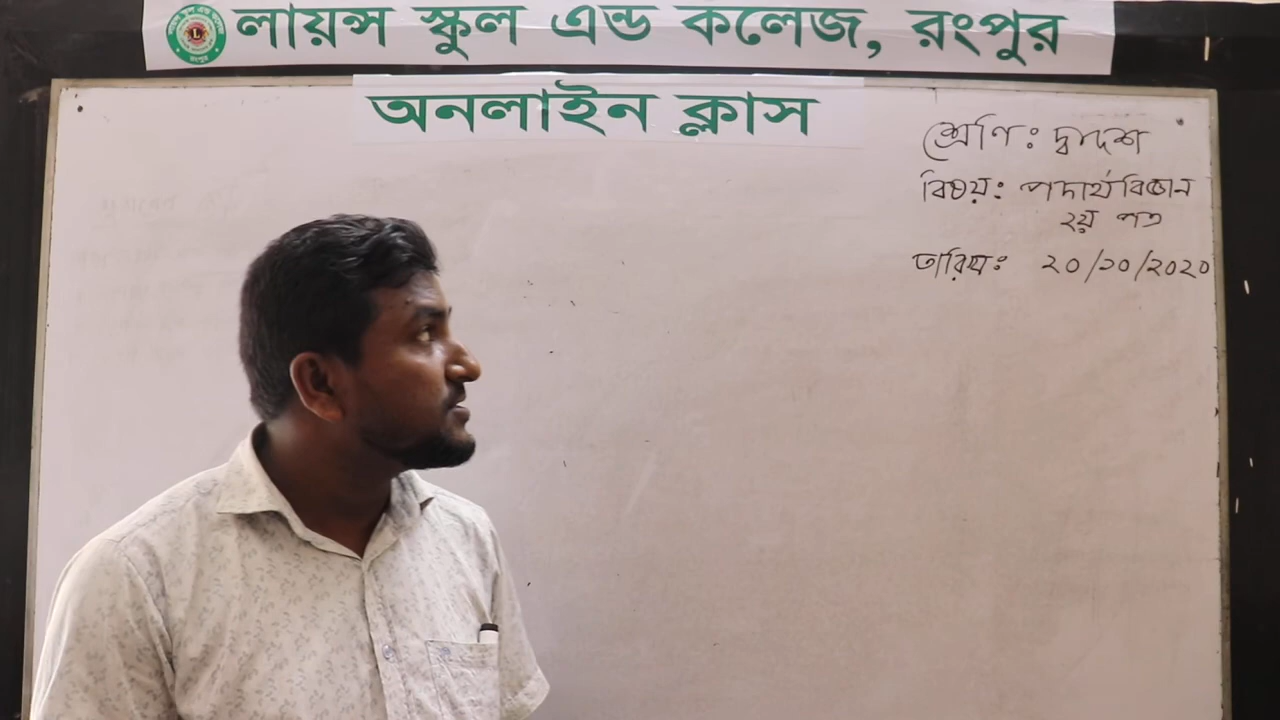 লায়ন্স স্কুল এন্ড কলেজ, রংপুর
রংপুর
অনলাইন ক্লাস
শ্রেণি: দ্বাদশ
বিষয়: পদার্থবিজ্ঞান
২য় পত্র
তারিখ: ২০/১০/২০২০